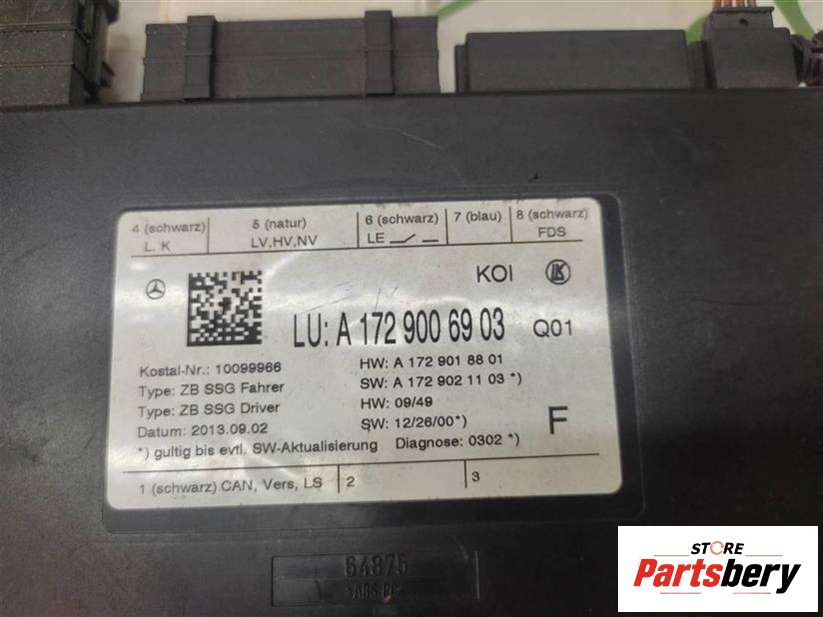 4 (schwarz) 5 (natur) 6 (schwarz) 7 (blau) 8 (schwarz)
L. K LV,HV,NV LE FDS
KOI LK
LU: A 172 900 69 03 Q01
Kostal-Nr.: 10099966
HW: A 172 901 88 01
Type: ZB SSG Fahrer
SW: A 172 902 11 03 *)
Type: ZB SSG Driver
HW: 09/49
Datum: 2013.09.02
SW: 12/26/00*)
F
*) gultig bis evtl. SW-Aktualisierung Diagnose: 0302 *)
1 (schwarz) CAN, Vers, LS 2 3
64875
STORE
Partsbery